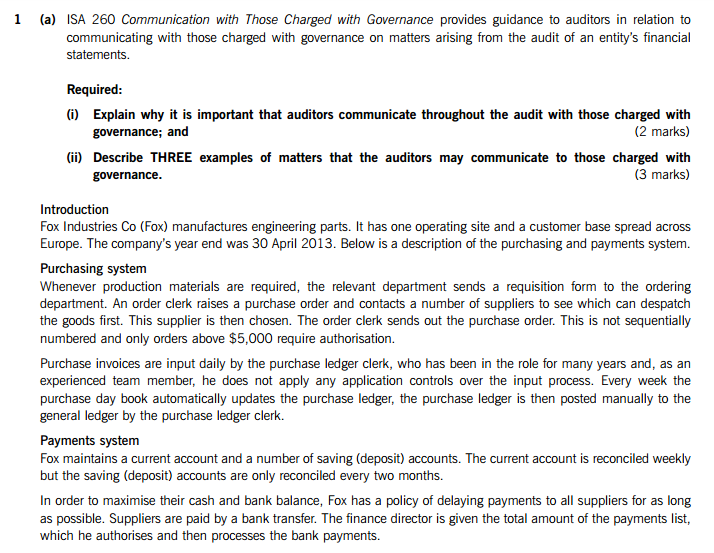 1 (a) ISA 260 Communication with Those Charged with Governance provides guidance to auditors in relation to
communicating with those charged with governance on matters arising from the audit of an entity's financial
statements.
Required:
(i) Explain why it is important that auditors communicate throughout the audit with those charged with
governance; and (2 marks)
(ii) Describe THREE examples of matters that the auditors may communicate to those charged with
governance. (3 marks)
Introduction
Fox Industries Co (Fox) manufactures engineering parts. It has one operating site and a customer base spread across
Europe. The company's year end was 30 April 2013. Below is a description of the purchasing and payments system.
Purchasing system
Whenever production materials are required, the relevant department sends a requisition form to the ordering
department. An order clerk raises a purchase order and contacts a number of suppliers to see which can despatch
the goods first. This supplier is then chosen. The order clerk sends out the purchase order. This is not sequentially
numbered and only orders above $5,000 require authorisation.
Purchase invoices are input daily by the purchase ledger clerk, who has been in the role for many years and, as an
experienced team member, he does not apply any application controls over the input process. Every week the
purchase day book automatically updates the purchase ledger, the purchase ledger is then posted manually to the
general ledger by the purchase ledger clerk.
Payments system
Fox maintains a current account and a number of saving (deposit) accounts. The current account is reconciled weekly
but the saving (deposit) accounts are only reconciled every two months.
In order to maximise their cash and bank balance, Fox has a policy of delaying payments to all suppliers for as long
as possible. Suppliers are paid by a bank transfer. The finance director is given the total amount of the payments list,
which he authorises and then processes the bank payments.